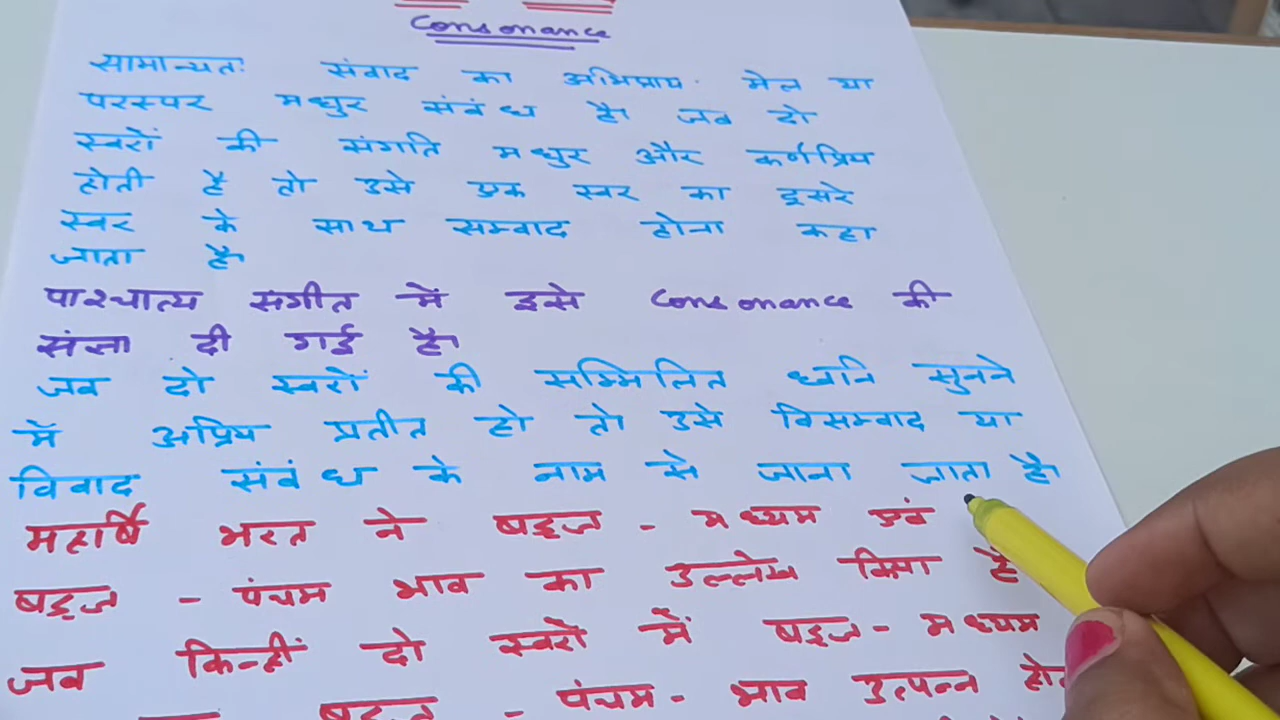 Consonance
सामान्यतः संवाद का अभिप्राय मेल या
परस्पर मधुर संबंध है। जब दो
स्वरों की संगति मधुर और कर्णप्रिय
होती है तो उसे एक स्वर का दूसरे
स्वर के साथ सम्वाद होना कहा
जाता है
पाश्चात्य संगीत में इसे Consonance की
संज्ञा दी गई है।
जब दो स्वरों की सम्मिलित ध्वनि सुनने
में अप्रिय प्रतीत हो तो उसे विसम्वाद या
विवाद संबंध के नाम से जाना जाता है।
महर्षि भरत ने षड्ज - मध्यम एवं
षड्ज - पंचम भाव का उल्लेख किया है
जब किन्हीं दो स्वरों में षड्ज - मध्यम
षड्ज - पंचम - भाव उत्पन्न